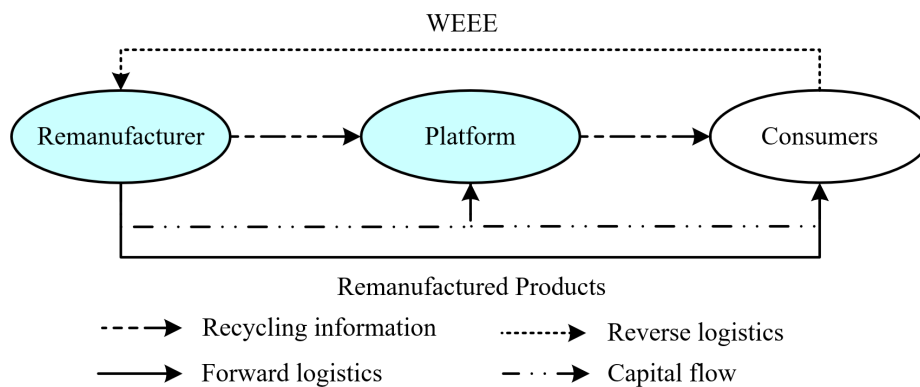 WEEE
Remanufacturer
Platform
Consumers
Remanufactured Products
Recycling information
Reverse logistics
Forward logistics
Capital flow